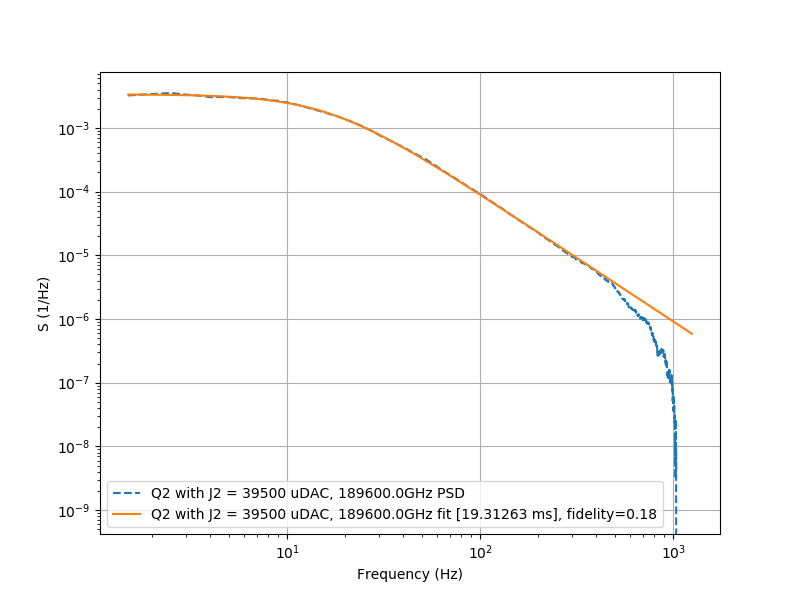 S (1/Hz)
10⁻³
10⁻⁴
10⁻⁵
10⁻⁶
10⁻⁷
10⁻⁸
10⁻⁹
Q2 with J2 = 39500 uDAC, 189600.0GHz PSD
Q2 with J2 = 39500 uDAC, 189600.0GHz fit [19.31263 ms], fidelity=0.18
10¹ 10² 10³
Frequency (Hz)